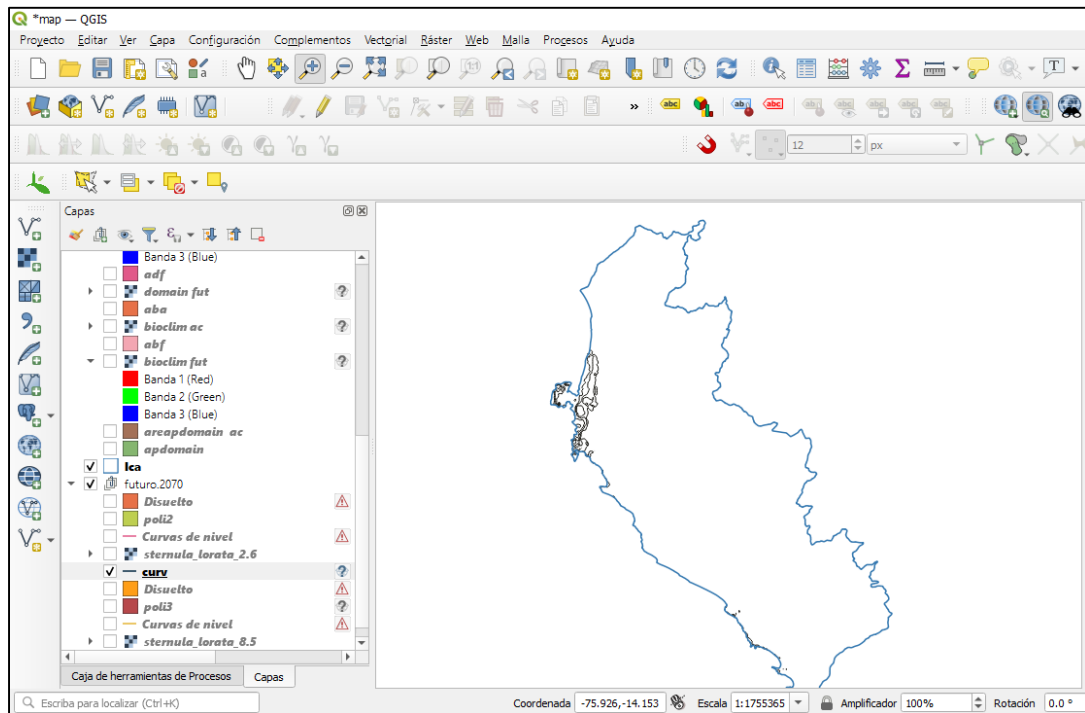 *map — QGIS
Proyecto Editar Ver Capa Configuración Complementos Vectorial Ráster Web Malla Procesos Ayuda
12 px
Capas
Banda 3 (Blue)
adf
domain fut
aba
bioclim ac
abf
bioclim fut
Banda 1 (Red)
Banda 2 (Green)
Banda 3 (Blue)
areapdomain_ac
apdomain
Ica
futuro.2070
Disuelto
poli2
Curvas de nivel
sternula_lorata_2.6
curv
Disuelto
poli3
Curvas de nivel
sternula_lorata_8.5
Caja de herramientas de Procesos Capas
Escriba para localizar (Ctrl+K) Coordenada -75.926,-14.153 Escala 1:1755365 Amplificador 100% Rotación 0.0 °